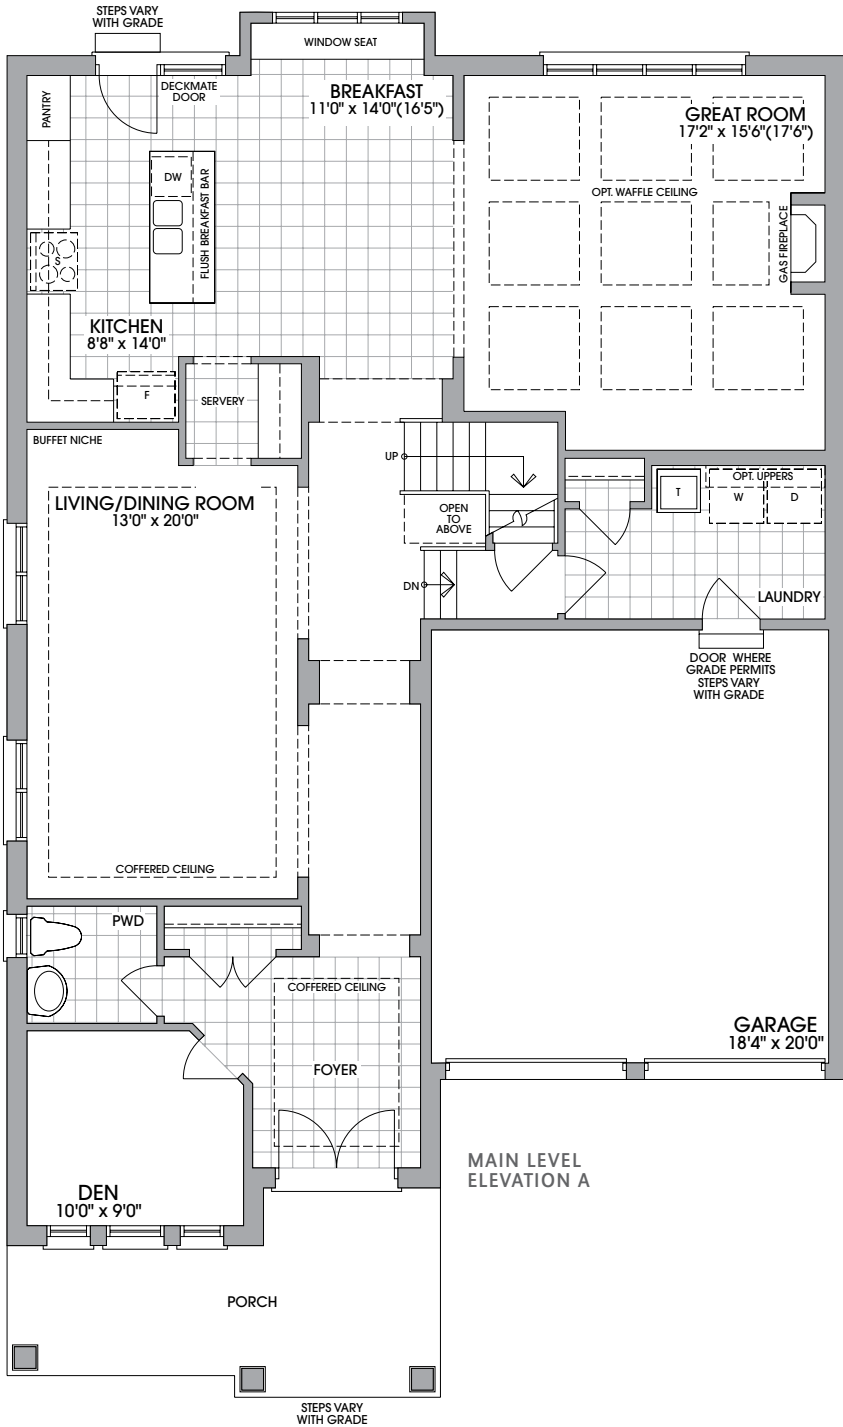 STEPS VARY
WITH GRADE
WINDOW SEAT
PANTRY
DECKMATE
DOOR
BREAKFAST
11'0" x 14'0"(16'5")
GREAT ROOM
17'2" x 15'6"(17'6")
DW
FLUSH BREAKFAST BAR
OPT. WAFFLE CEILING
GAS FIREPLACE
S
KITCHEN
8'8" x 14'0"
F
SERVERY
BUFFET NICHE
UP
LIVING/DINING ROOM
13'0" x 20'0"
OPEN
TO
ABOVE
T
OPT. UPPERS
W
D
DN
LAUNDRY
DOOR WHERE
GRADE PERMITS
STEPS VARY
WITH GRADE
COFFERED CEILING
PWD
COFFERED CEILING
FOYER
GARAGE
18'4" x 20'0"
MAIN LEVEL
ELEVATION A
DEN
10'0" x 9'0"
PORCH
STEPS VARY
WITH GRADE